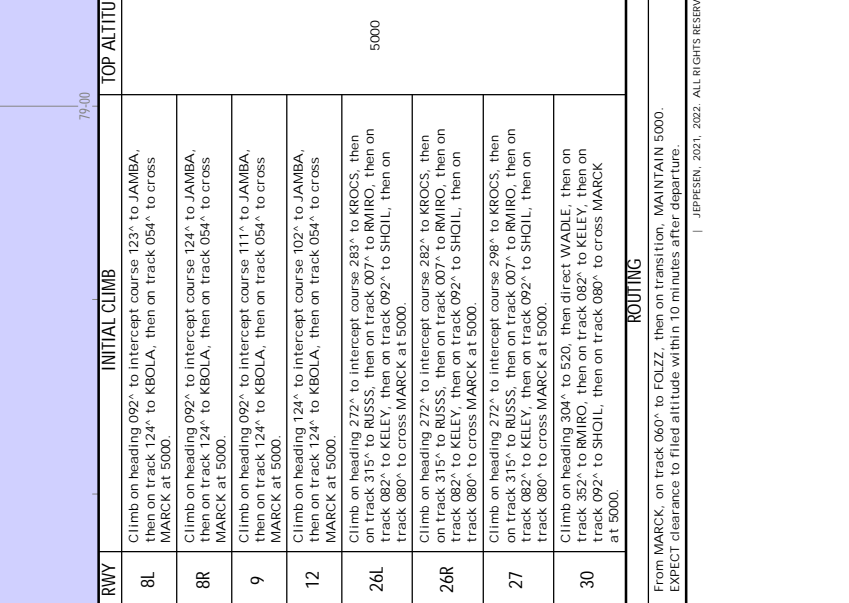 79-00
RWY INITIAL CLIMB TOP ALTITU
8L
Climb on heading 092^ to intercept course 123^ to JAMBA,
then on track 124^ to KBOLA, then on track 054^ to cross
MARCK at 5000.
8R
Climb on heading 092^ to intercept course 124^ to JAMBA,
then on track 124^ to KBOLA, then on track 054^ to cross
MARCK at 5000.
9
Climb on heading 092^ to intercept course 111^ to JAMBA,
then on track 124^ to KBOLA, then on track 054^ to cross
MARCK at 5000.
12
Climb on heading 124^ to intercept course 102^ to JAMBA,
then on track 124^ to KBOLA, then on track 054^ to cross
MARCK at 5000.
26L
Climb on heading 272^ to intercept course 283^ to KROCS, then
on track 315^ to RUSSS, then on track 007^ to RMIRO, then on
track 082^ to KELEY, then on track 092^ to SHQIL, then on
track 080^ to cross MARCK at 5000.
26R
Climb on heading 272^ to intercept course 282^ to KROCS, then
on track 315^ to RUSSS, then on track 007^ to RMIRO, then on
track 082^ to KELEY, then on track 092^ to SHQIL, then on
track 080^ to cross MARCK at 5000.
27
Climb on heading 272^ to intercept course 298^ to KROCS, then
on track 315^ to RUSSS, then on track 007^ to RMIRO, then on
track 082^ to KELEY, then on track 092^ to SHQIL, then on
track 080^ to cross MARCK at 5000.
30
Climb on heading 304^ to 520, then direct WADLE, then on
track 352^ to RMIRO, then on track 082^ to KELEY, then on
track 092^ to SHQIL, then on track 080^ to cross MARCK
at 5000.
5000
ROUTING
From MARCK, on track 060^ to FOLZZ, then on transition, MAINTAIN 5000.
EXPECT clearance to filed altitude within 10 minutes after departure.
| JEPPESEN, 2021, 2022. ALL RIGHTS RESERV